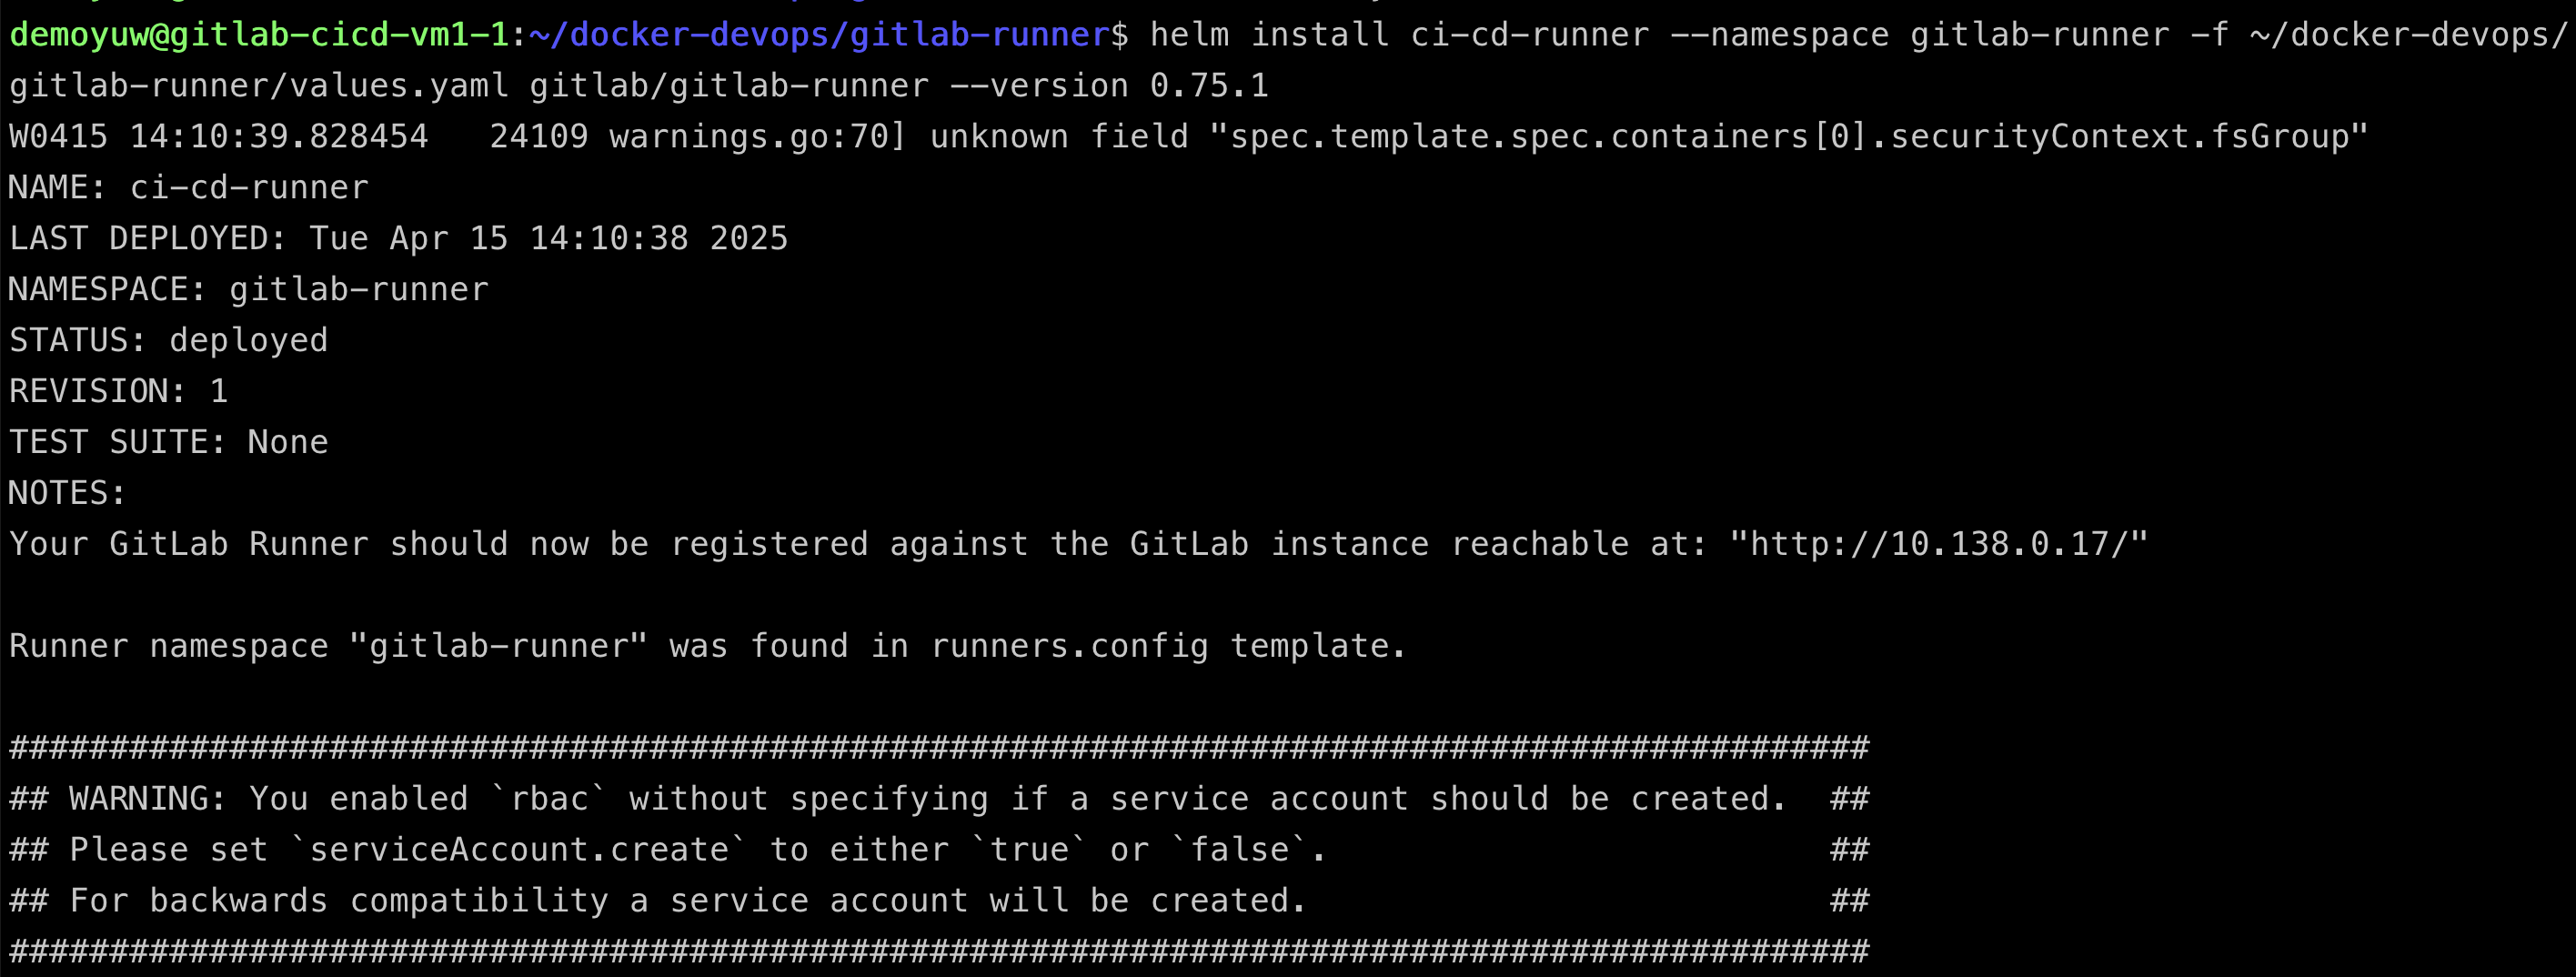 demoyuw@gitlab-cicd-vm1-1:~/docker-devops/gitlab-runner$ helm install ci-cd-runner --namespace gitlab-runner -f ~/docker-devops/
gitlab-runner/values.yaml gitlab/gitlab-runner --version 0.75.1
W0415 14:10:39.828454   24109 warnings.go:70] unknown field "spec.template.spec.containers[0].securityContext.fsGroup"
NAME: ci-cd-runner
LAST DEPLOYED: Tue Apr 15 14:10:38 2025
NAMESPACE: gitlab-runner
STATUS: deployed
REVISION: 1
TEST SUITE: None
NOTES:
Your GitLab Runner should now be registered against the GitLab instance reachable at: "http://10.138.0.17/"
Runner namespace "gitlab-runner" was found in runners.config template.
#############################################################################################
## WARNING: You enabled `rbac` without specifying if a service account should be created.  ##
## Please set `serviceAccount.create` to either `true` or `false`.                         ##
## For backwards compatibility a service account will be created.                          ##
#############################################################################################